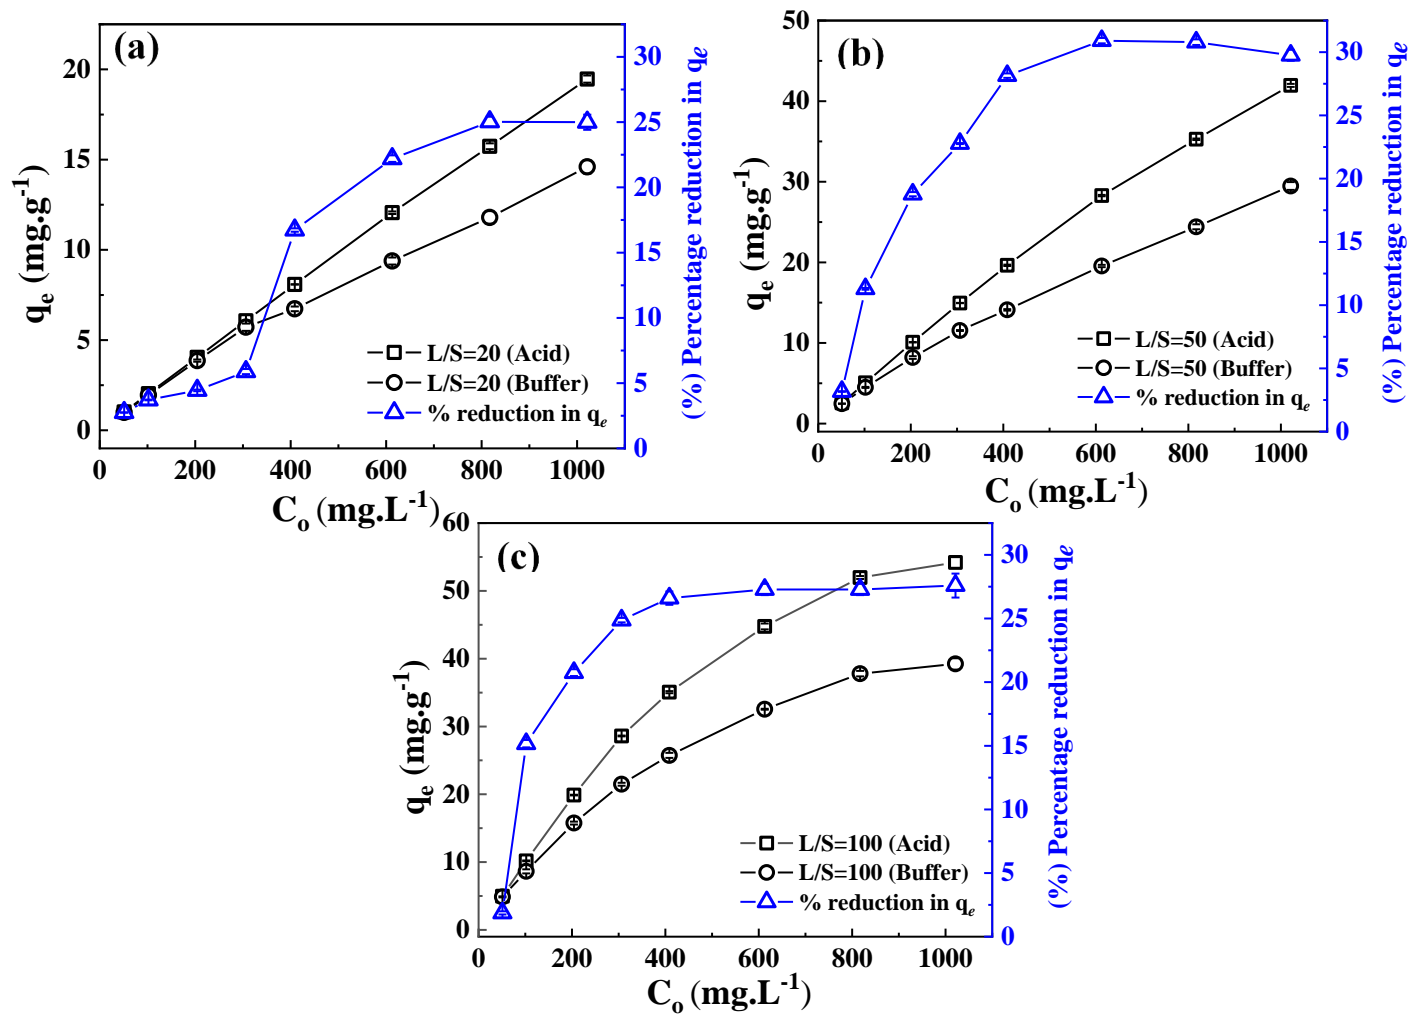 (a)
20
15
10
5
0
qe (mg.g-1)
30
25
20
15
10
5
0
(%) Percentage reduction in qe
L/S=20 (Acid)
L/S=20 (Buffer)
% reduction in qe
0 200 400 600 800 1000
Co (mg.L-1)
(b)
50
40
30
20
10
0
qe (mg.g-1)
30
25
20
15
10
5
0
(%) Percentage reduction in qe
L/S=50 (Acid)
L/S=50 (Buffer)
% reduction in qe
0 200 400 600 800 1000
Co (mg.L-1)
(c)
60
50
40
30
20
10
0
qe (mg.g-1)
30
25
20
15
10
5
0
(%) Percentage reduction in qe
L/S=100 (Acid)
L/S=100 (Buffer)
% reduction in qe
0 200 400 600 800 1000
Co (mg.L-1)